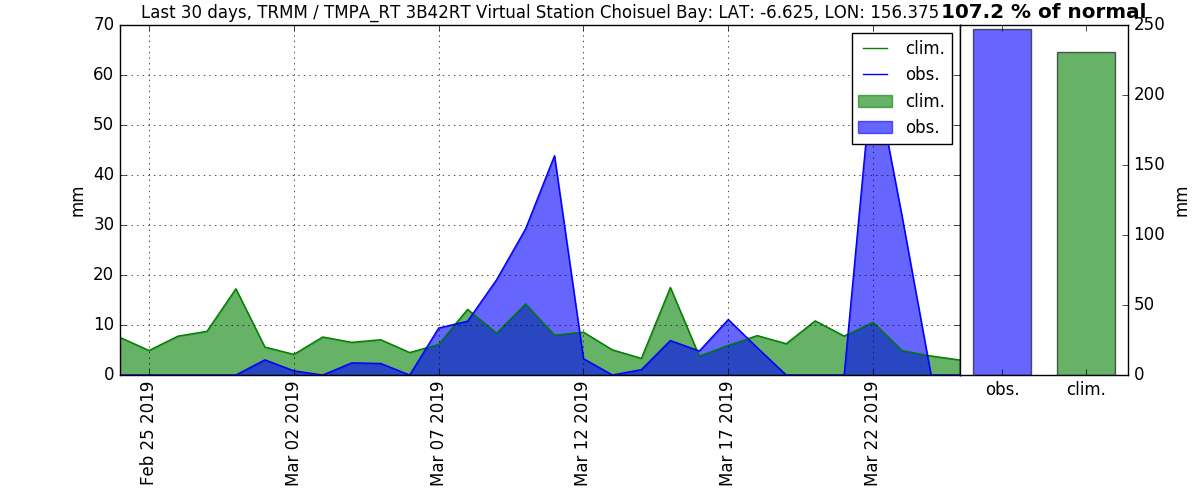 Last 30 days, TRMM / TMPA_RT 3B42RT Virtual Station Choisuel Bay: LAT: -6.625, LON: 156.375
107.2 % of normal
70
60
50
40
30
20
10
0
mm
clim.
obs.
clim.
obs.
250
200
150
100
50
0
mm
obs.
clim.
Feb 25 2019
Mar 02 2019
Mar 07 2019
Mar 12 2019
Mar 17 2019
Mar 22 2019